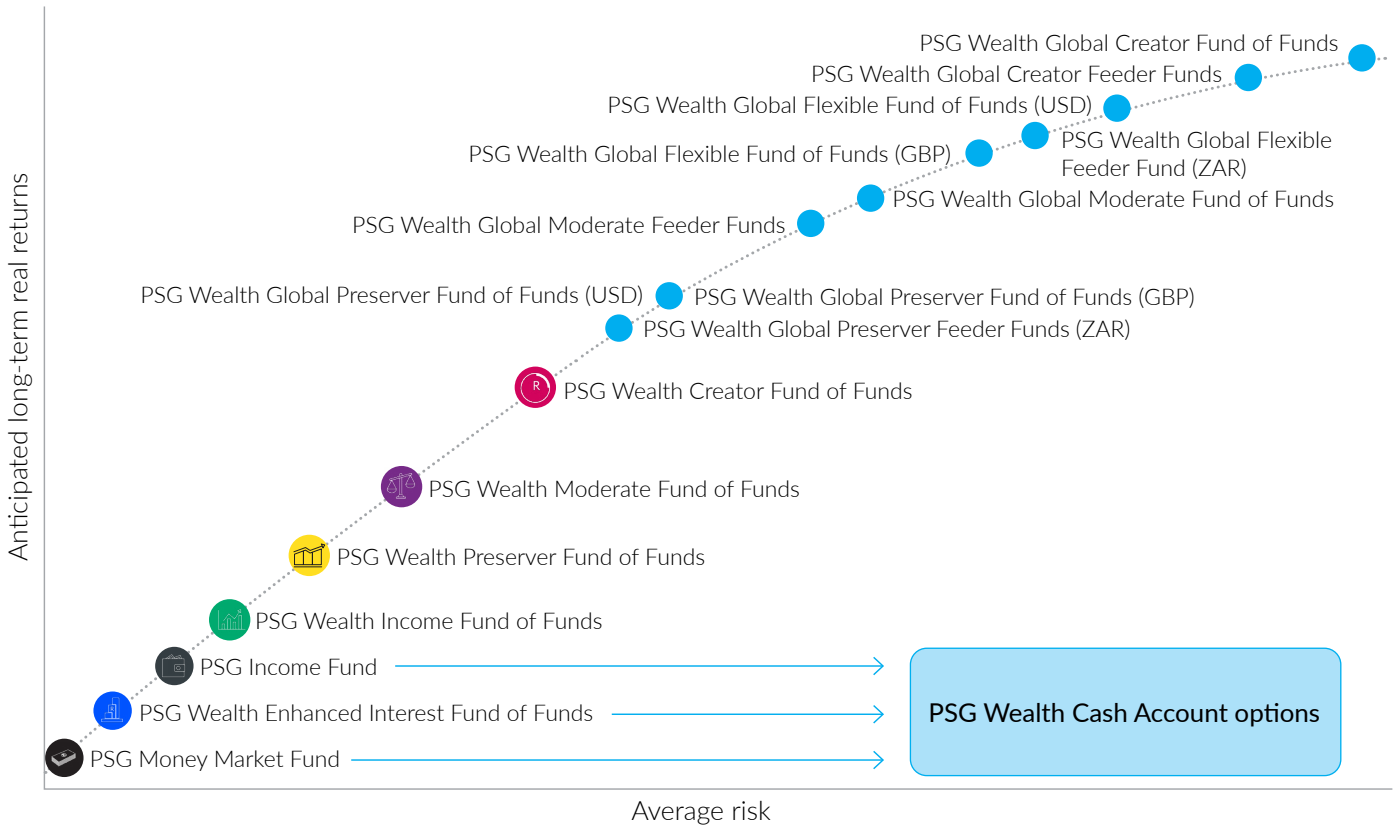 Anticipated long-term real returns
PSG Wealth Global Creator Fund of Funds
PSG Wealth Global Creator Feeder Funds
PSG Wealth Global Flexible Fund of Funds (USD)
PSG Wealth Global Flexible
Feeder Fund (ZAR)
PSG Wealth Global Flexible Fund of Funds (GBP)
PSG Wealth Global Moderate Fund of Funds
PSG Wealth Global Moderate Feeder Funds
PSG Wealth Global Preserver Fund of Funds (USD)
PSG Wealth Global Preserver Fund of Funds (GBP)
PSG Wealth Global Preserver Feeder Funds (ZAR)
R
PSG Wealth Creator Fund of Funds
PSG Wealth Moderate Fund of Funds
PSG Wealth Preserver Fund of Funds
PSG Wealth Income Fund of Funds
PSG Income Fund
PSG Wealth Enhanced Interest Fund of Funds
PSG Money Market Fund
PSG Wealth Cash Account options
Average risk